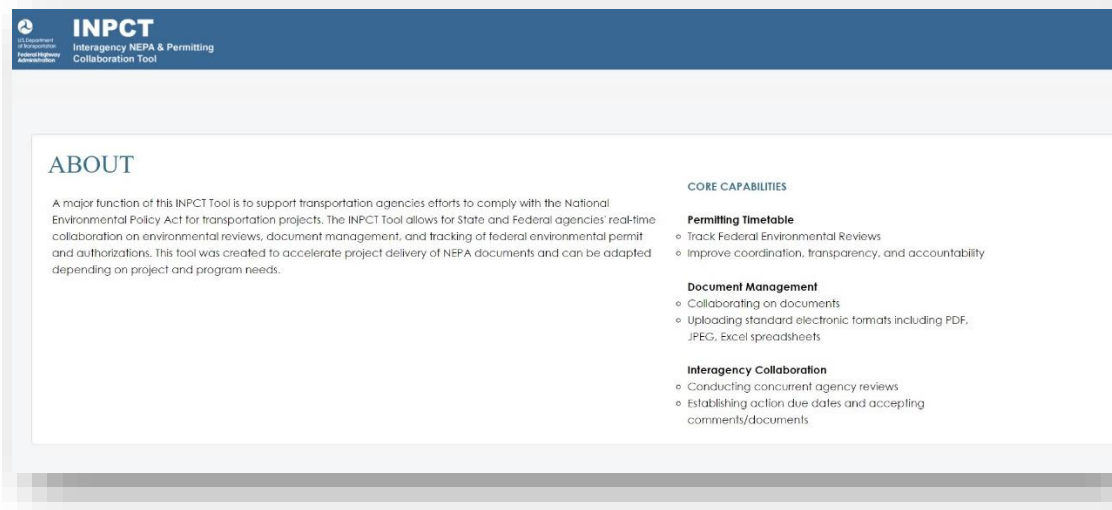 U.S. Department
of Transportation
Federal Highway
Administration
INPCT
Interagency NEPA & Permitting
Collaboration Tool
ABOUT
A major function of this INPCT Tool is to support transportation agencies efforts to comply with the National
Environmental Policy Act for transportation projects. The INPCT Tool allows for State and Federal agencies' real-time
collaboration on environmental reviews, document management, and tracking of federal environmental permit
and authorizations. This tool was created to accelerate project delivery of NEPA documents and can be adapted
depending on project and program needs.
CORE CAPABILITIES
Permitting Timetable
Track Federal Environmental Reviews
Improve coordination, transparency, and accountability
Document Management
Collaborating on documents
Uploading standard electronic formats including PDF,
JPEG, Excel spreadsheets
Interagency Collaboration
Conducting concurrent agency reviews
Establishing action due dates and accepting
comments/documents